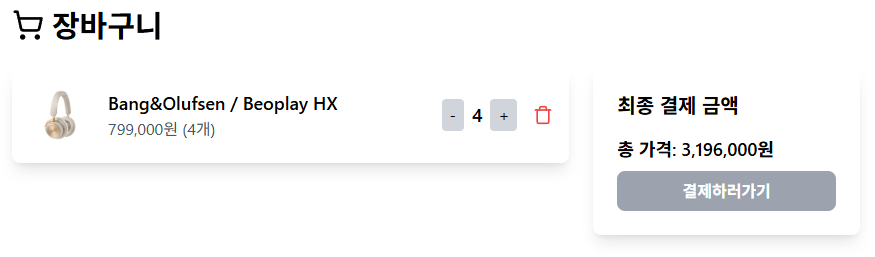 장바구니
Bang&Olufsen / Beoplay HX
799,000원 (4개)
- 4 +
최종 결제 금액
총 가격: 3,196,000원
결제하러가기